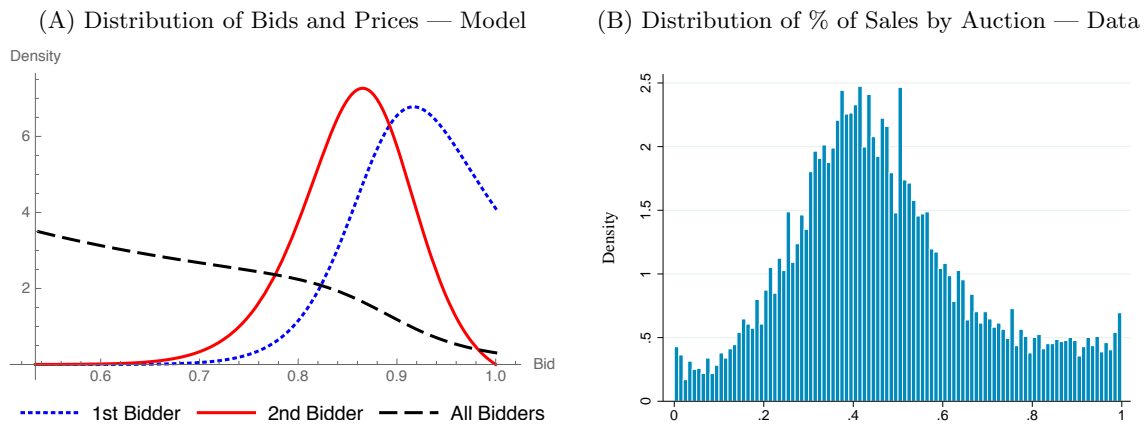 (A) Distribution of Bids and Prices — Model
Density
6
4
2
0.6 0.7 0.8 0.9 1.0 Bid
1st Bidder 2nd Bidder All Bidders
(B) Distribution of % of Sales by Auction — Data
2.5
2
1.5
1
.5
0
Density
0 .2 .4 .6 .8 1